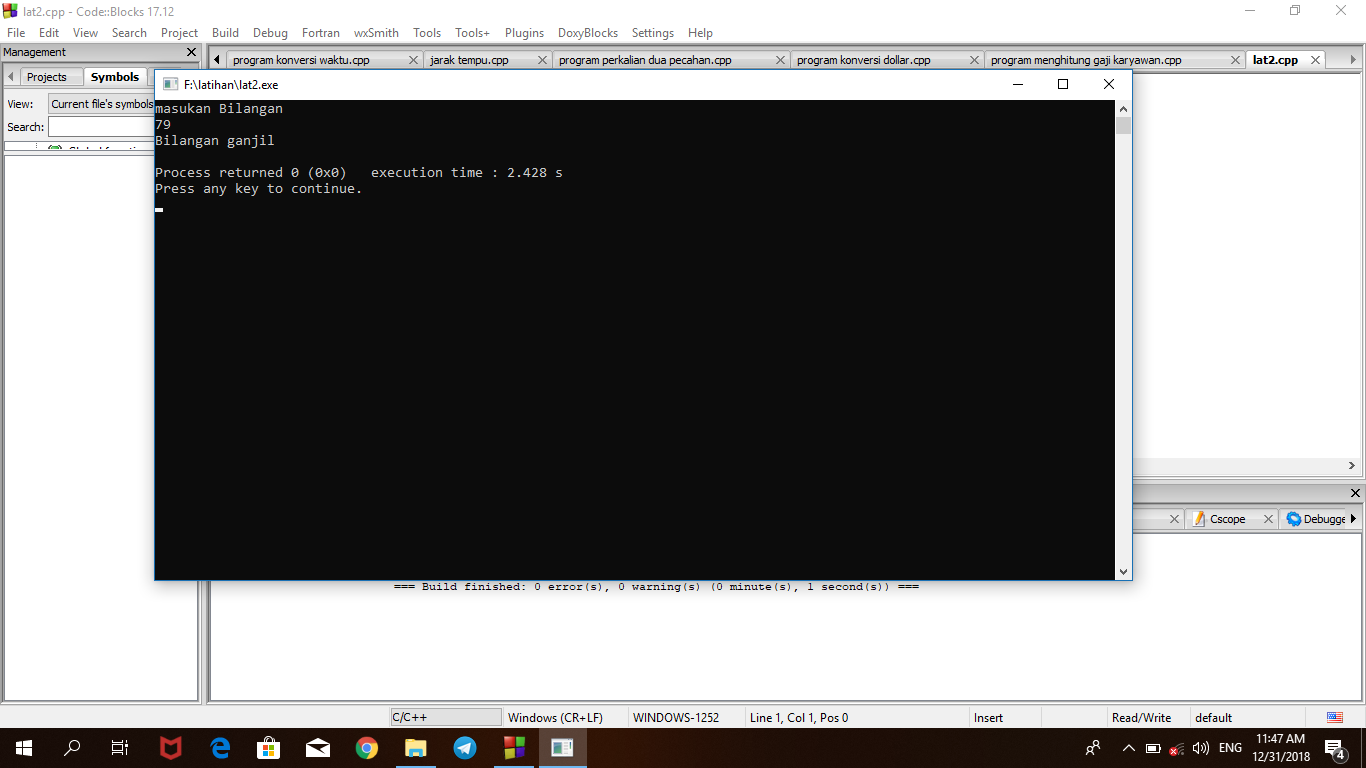 lat2.cpp - Code::Blocks 17.12
File Edit View Search Project Build Debug Fortran wxSmith Tools Tools+ Plugins DoxyBlocks Settings Help
Management
program konversi waktu.cpp jarak tempu.cpp program perkalian dua pecahan.cpp program konversi dollar.cpp program menghitung gaji karyawan.cpp lat2.cpp
Projects Symbols
View: Current file's symbols
Search:
F:\latihan\lat2.exe
masukan Bilangan
79
Bilangan ganjil
Process returned 0 (0x0) execution time : 2.428 s
Press any key to continue.
Cscope Debugge
=== Build finished: 0 error(s), 0 warning(s) (0 minute(s), 1 second(s)) ===
C/C++ Windows (CR+LF) WINDOWS-1252 Line 1, Col 1, Pos 0 Insert Read/Write default
ENG 11:47 AM
12/31/2018 4